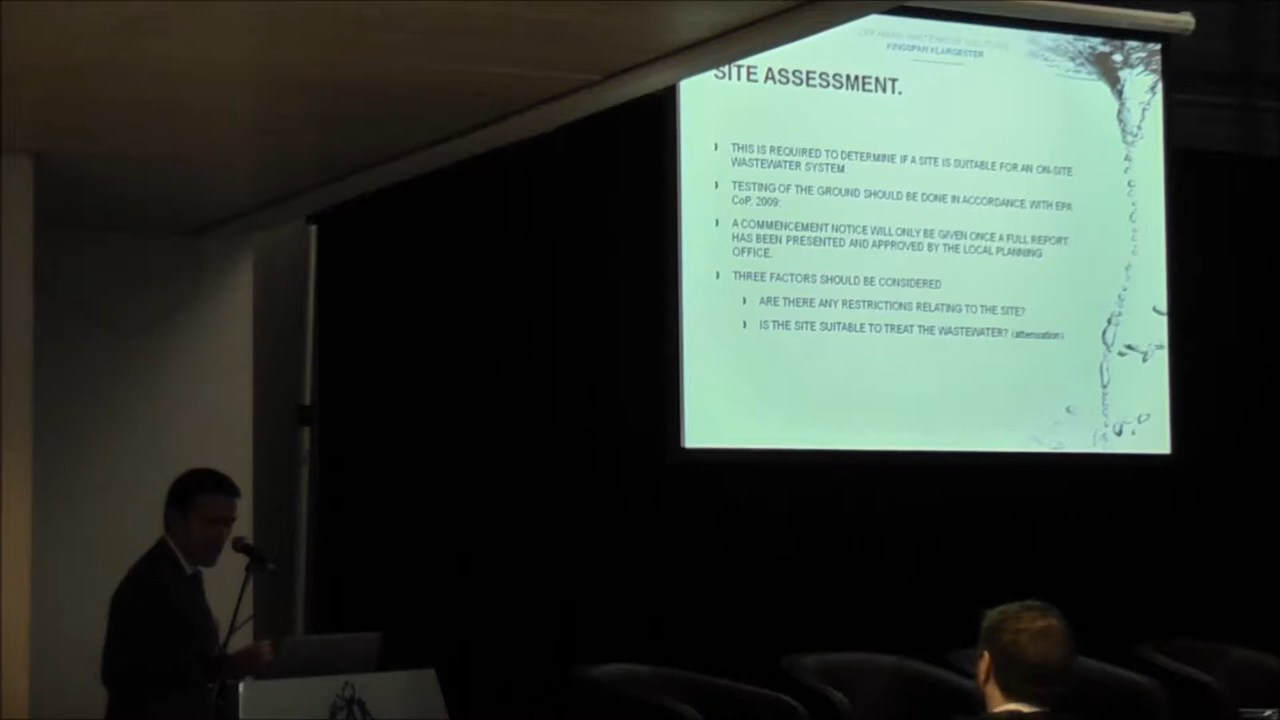 KINGSPAN KLARGESTER
SITE ASSESSMENT.
THIS IS REQUIRED TO DETERMINE IF A SITE IS SUITABLE FOR AN ON-SITE
WASTEWATER SYSTEM.
TESTING OF THE GROUND SHOULD BE DONE IN ACCORDANCE WITH EPA
CoP. 2009:
A COMMENCEMENT NOTICE WILL ONLY BE GIVEN ONCE A FULL REPORT
HAS BEEN PRESENTED AND APPROVED BY THE LOCAL PLANNING
OFFICE.
THREE FACTORS SHOULD BE CONSIDERED
ARE THERE ANY RESTRICTIONS RELATING TO THE SITE?
IS THE SITE SUITABLE TO TREAT THE WASTEWATER? (attenuation)